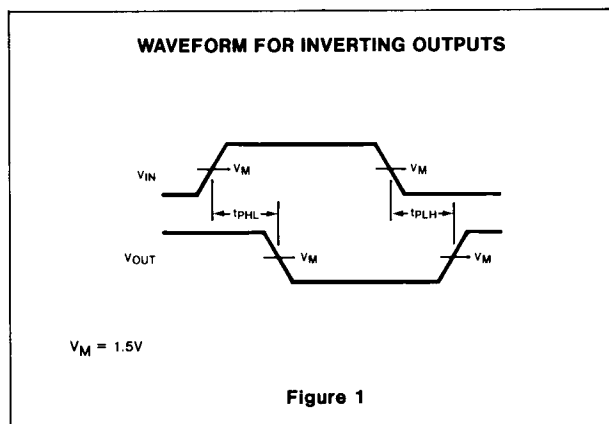 WAVEFORM FOR INVERTING OUTPUTS
VIN
VM
VM
tPHL
tPLH
VOUT
VM
VM
VM = 1.5V
Figure 1